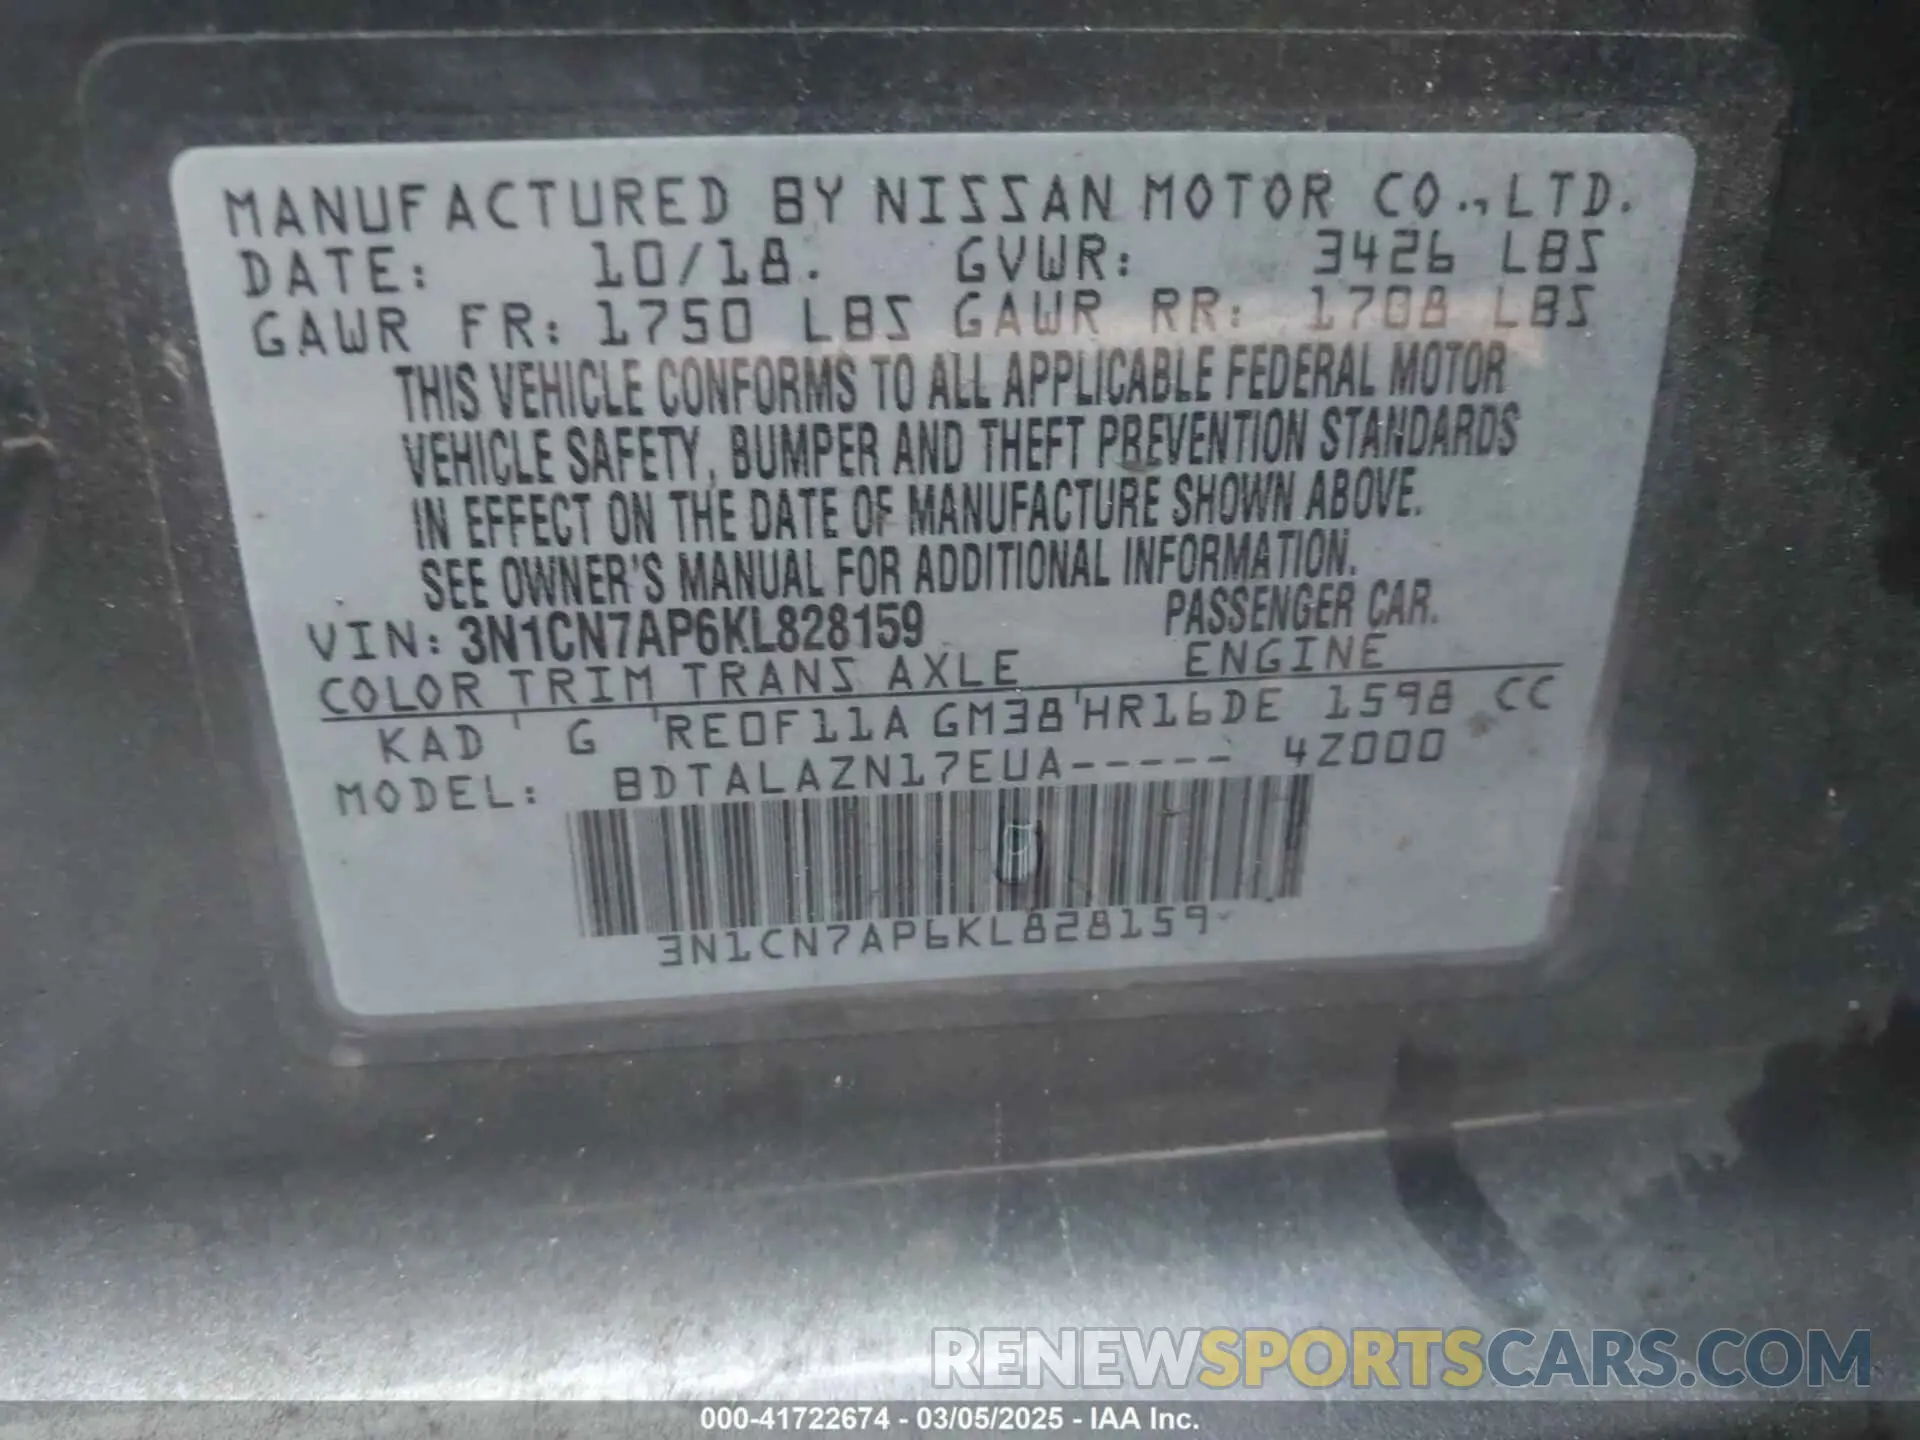 MANUFACTURED BY NISSAN MOTOR CO., LTD.
DATE: 10/18. GVWR: 3426 LBS
GAWR FR: 1750 LBS GAWR RR: 1708 LBS
THIS VEHICLE CONFORMS TO ALL APPLICABLE FEDERAL MOTOR
VEHICLE SAFETY, BUMPER AND THEFT PREVENTION STANDARDS
IN EFFECT ON THE DATE OF MANUFACTURE SHOWN ABOVE.
SEE OWNER'S MANUAL FOR ADDITIONAL INFORMATION.
VIN: 3N1CN7AP6KL828159 PASSENGER CAR.
COLOR TRIM TRANS AXLE ENGINE
KAD G RE0F11A GM38 HR16DE 1598 CC
MODEL: BDTALAZN17EUA----- 4Z000
3N1CN7AP6KL828159
RENEWSPORTSCARS.COM
000-41722674 - 03/05/2025 - IAA Inc.